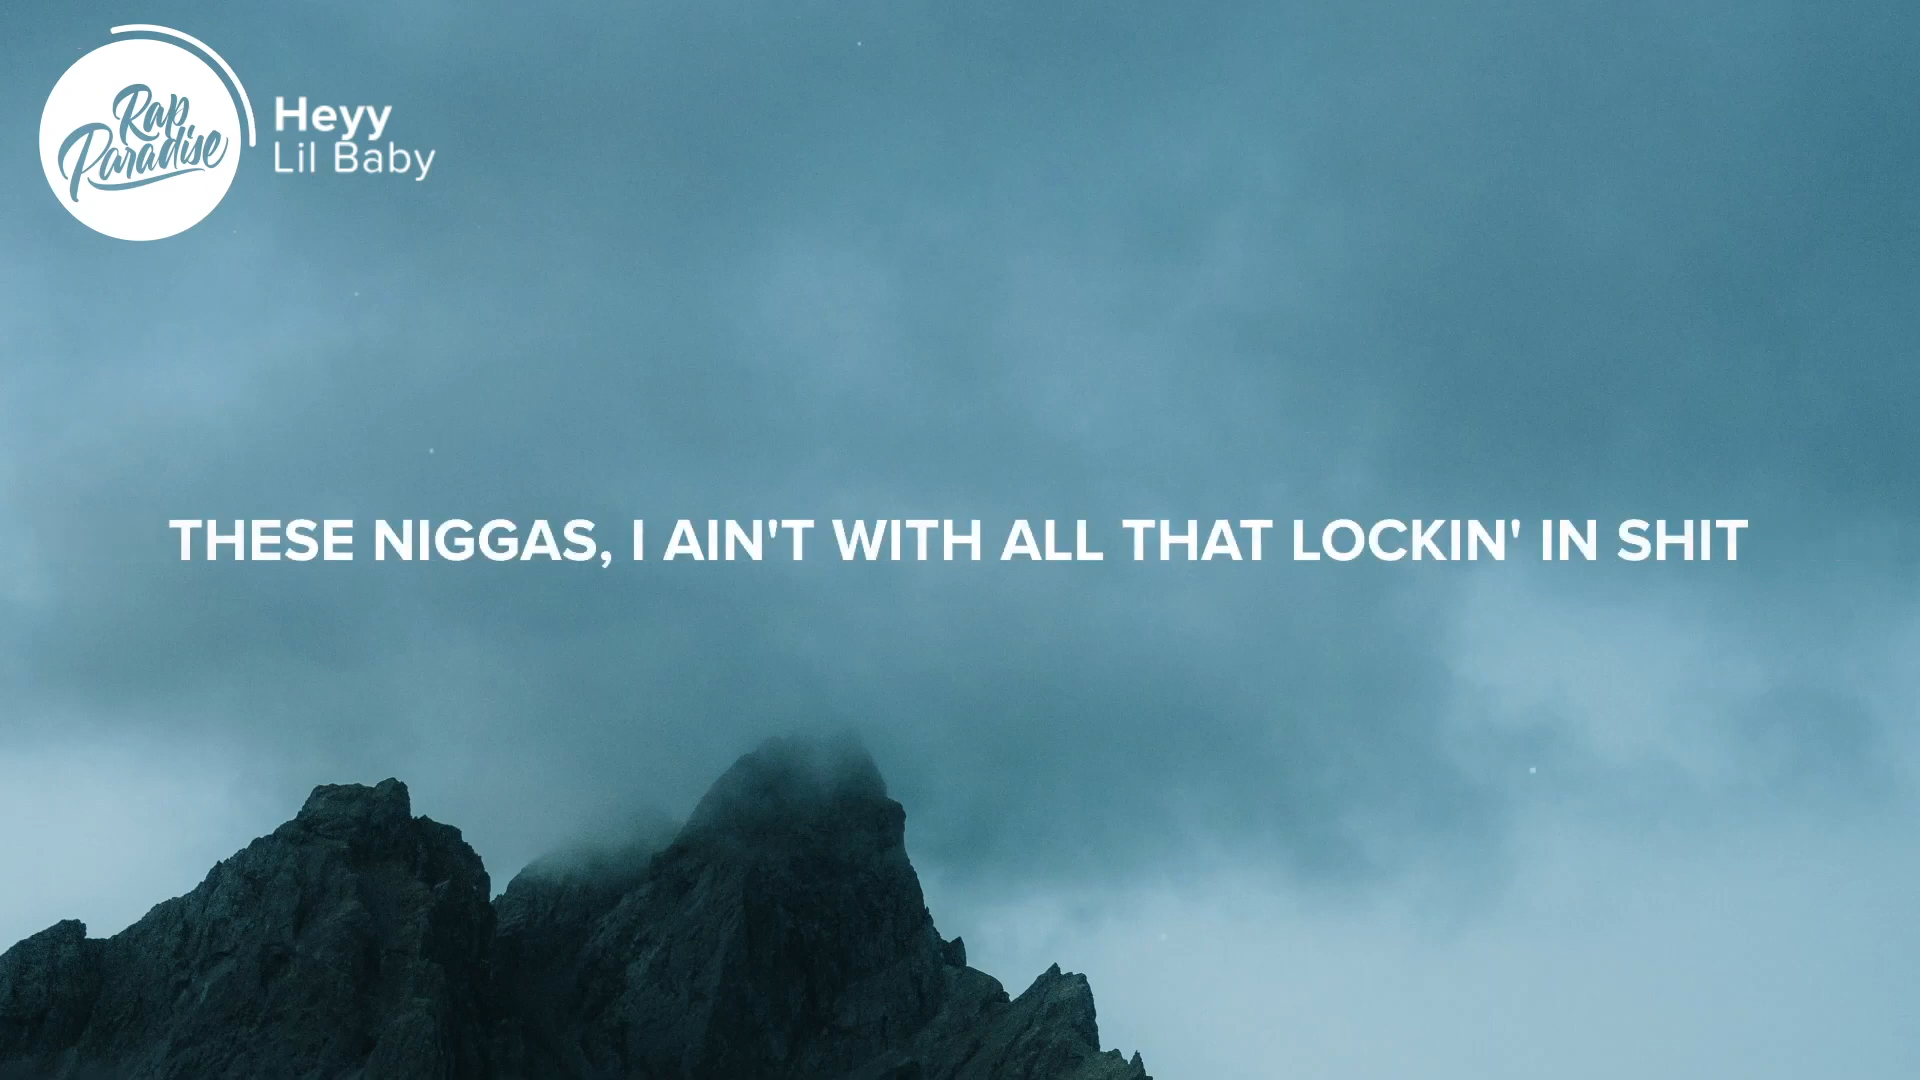 Rap
Paradise
Heyy
Lil Baby
THESE NIGGAS, I AIN'T WITH ALL THAT LOCKIN' IN SHIT